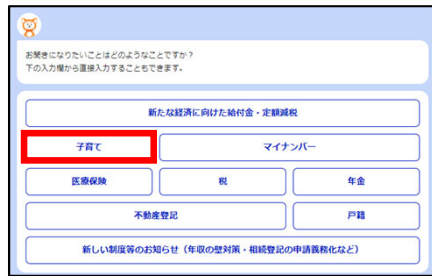 お聞きになりたいことはどのようなことですか？
下の入力欄から直接入力することもできます。
新たな経済に向けた給付金・定額減税
子育て
マイナンバー
医療保険
税
年金
不動産登記
戸籍
新しい制度等のお知らせ（年収の壁対策・相続登記の申請義務化など）